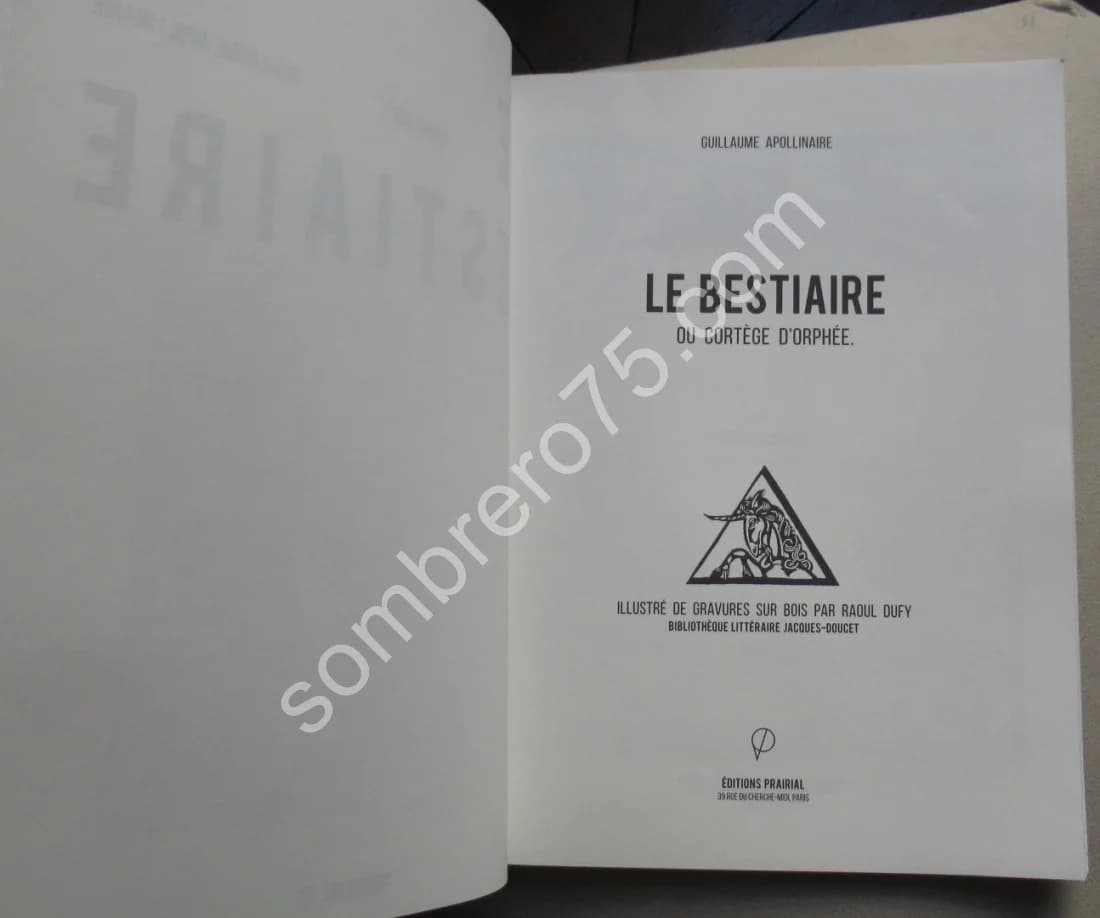 GUILLAUME APOLLINAIRE
LE BESTIAIRE
OU CORTÈGE D'ORPHÉE.
ILLUSTRÉ DE GRAVURES SUR BOIS PAR RAOUL DUFY
BIBLIOTHÈQUE LITTÉRAIRE JACQUES-DOUCET
ÉDITIONS PRAIRIAL
39 RUE DU CHERCHE-MIDI, PARIS
sombrero75.com